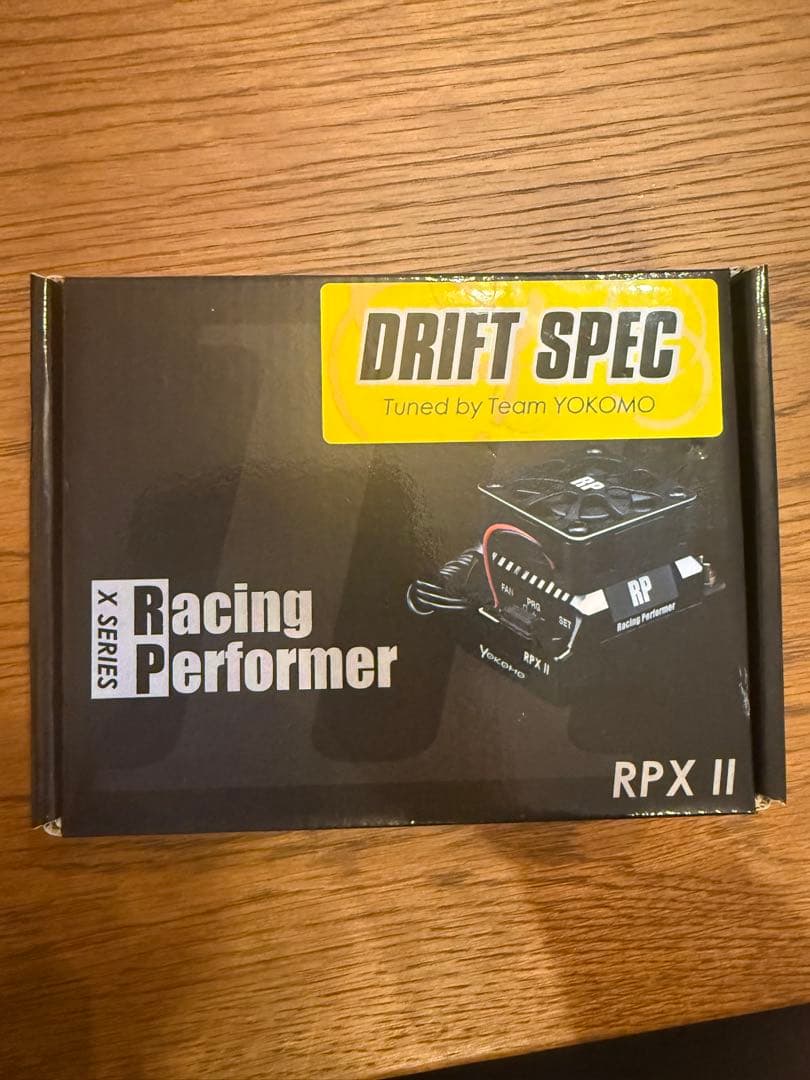 DRIFT SPEC
Tuned by Team YOKOMO
RP
FAN
PRG
SET
RP
Racing Performer
YOKOMO
RPX II
X SERIES
Racing
Performer
RPX II